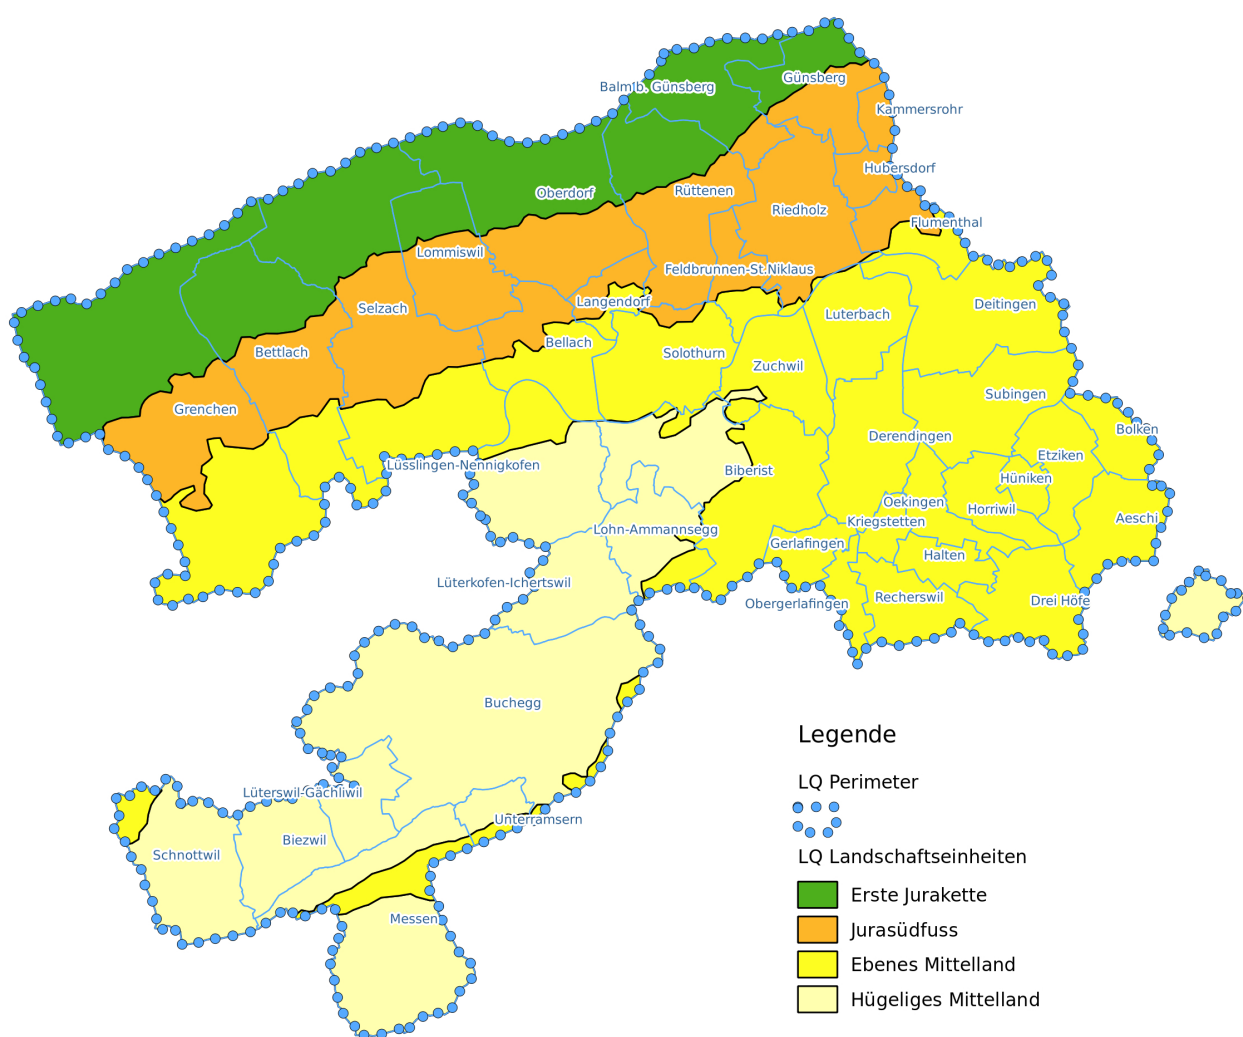 Günsberg
Balm b. Günsberg
Kammersrohr
Hubersdorf
Oberdorf
Rüttenen
Riedholz
Flumenthal
Lommiswil
Feldbrunnen-St.Niklaus
Langendorf
Selzach
Deitingen
Luterbach
Bellach
Bettlach
Solothurn
Zuchwil
Subingen
Grenchen
Bolken
Derendingen
Etziken
Lüsslingen-Nennigkofen
Biberist
Hüniken
Oekingen
Horriwil
Aeschi
Kriegstetten
Lohn-Ammannsegg
Gerlafingen
Halten
Lüterkofen-Ichertswil
Recherswil
Drei Höfe
Obergerlafingen
Buchegg
Lüterswil-Gächliwil
Unterramsern
Biezwil
Schnottwil
Messen
Legende
LQ Perimeter
LQ Landschaftseinheiten
Erste Jurakette
Jurasüdfuss
Ebenes Mittelland
Hügeliges Mittelland